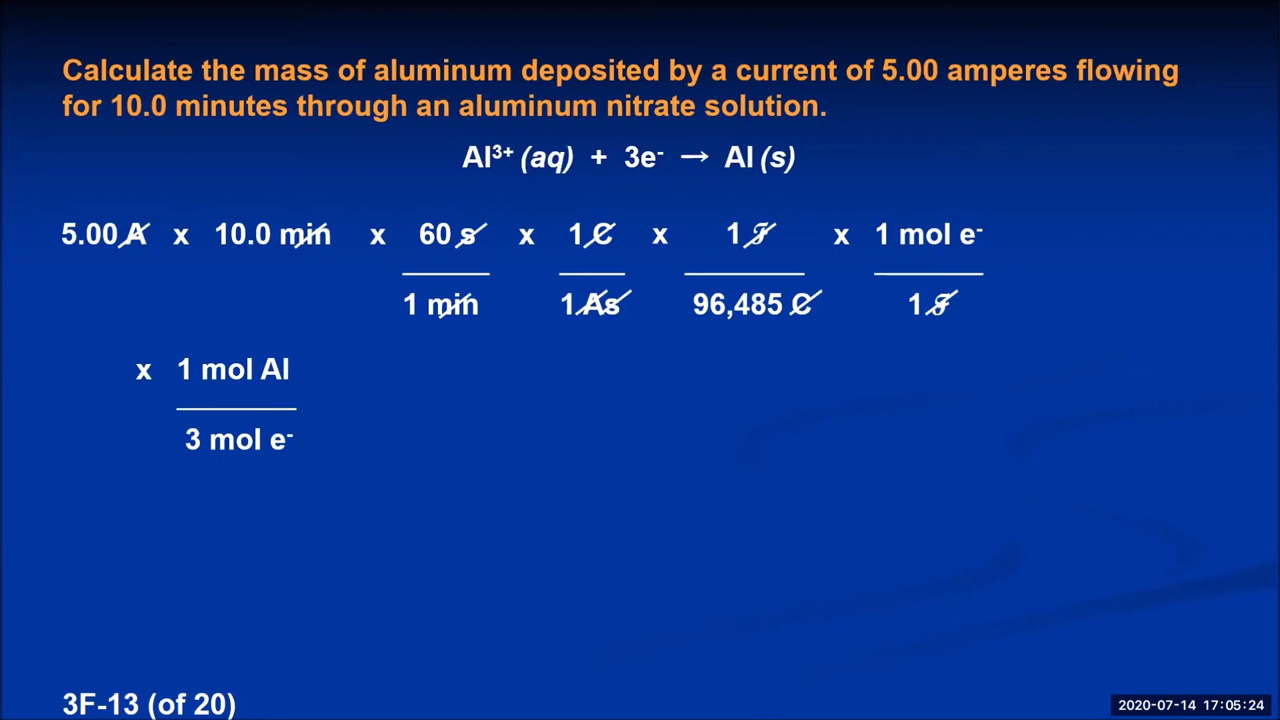 Calculate the mass of aluminum deposited by a current of 5.00 amperes flowing
for 10.0 minutes through an aluminum nitrate solution.
Al³⁺ (aq) + 3e⁻ → Al (s)
5.00 A x 10.0 min x 60 s x 1 C x 1 ℱ x 1 mol e⁻
1 min 1 As 96,485 C 1 ℱ
x 1 mol Al
3 mol e⁻
3F-13 (of 20)
2020-07-14 17:05:24